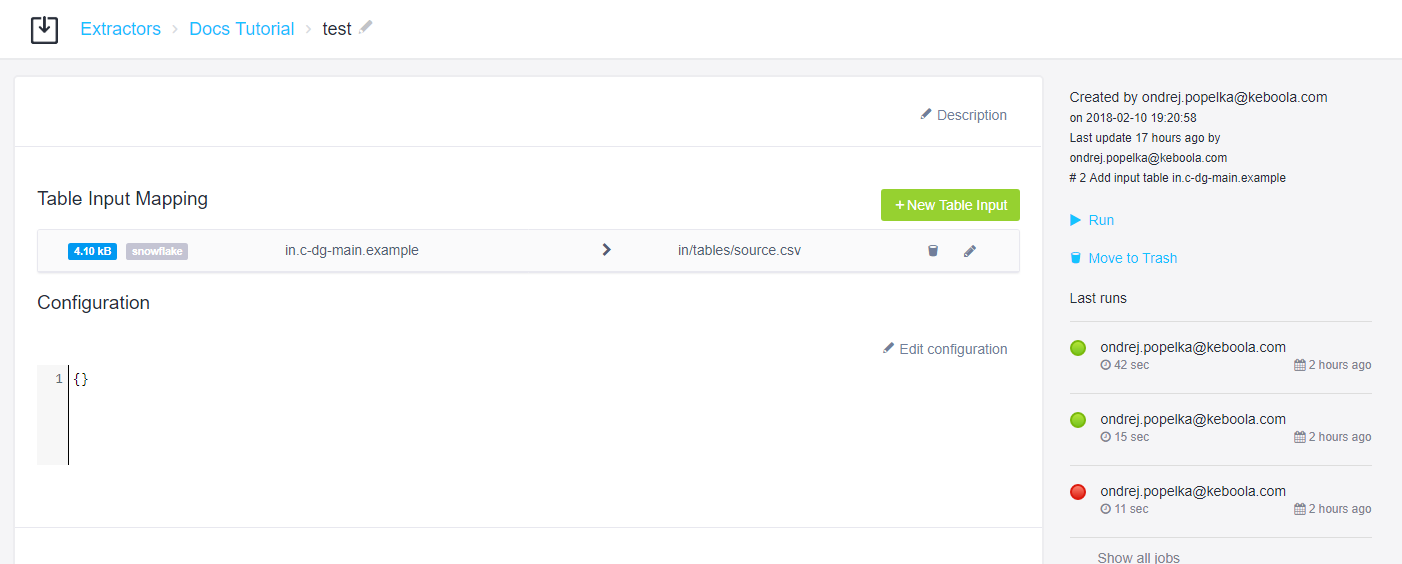 Extractors > Docs Tutorial > test
Description
Table Input Mapping
+ New Table Input
4.10 kB snowflake in.c-dg-main.example > in/tables/source.csv
Configuration
Edit configuration
1 {}
Created by ondrej.popelka@keboola.com
on 2018-02-10 19:20:58
Last update 17 hours ago by
ondrej.popelka@keboola.com
# 2 Add input table in.c-dg-main.example
Run
Move to Trash
Last runs
ondrej.popelka@keboola.com
42 sec 2 hours ago
ondrej.popelka@keboola.com
15 sec 2 hours ago
ondrej.popelka@keboola.com
11 sec 2 hours ago
Show all jobs